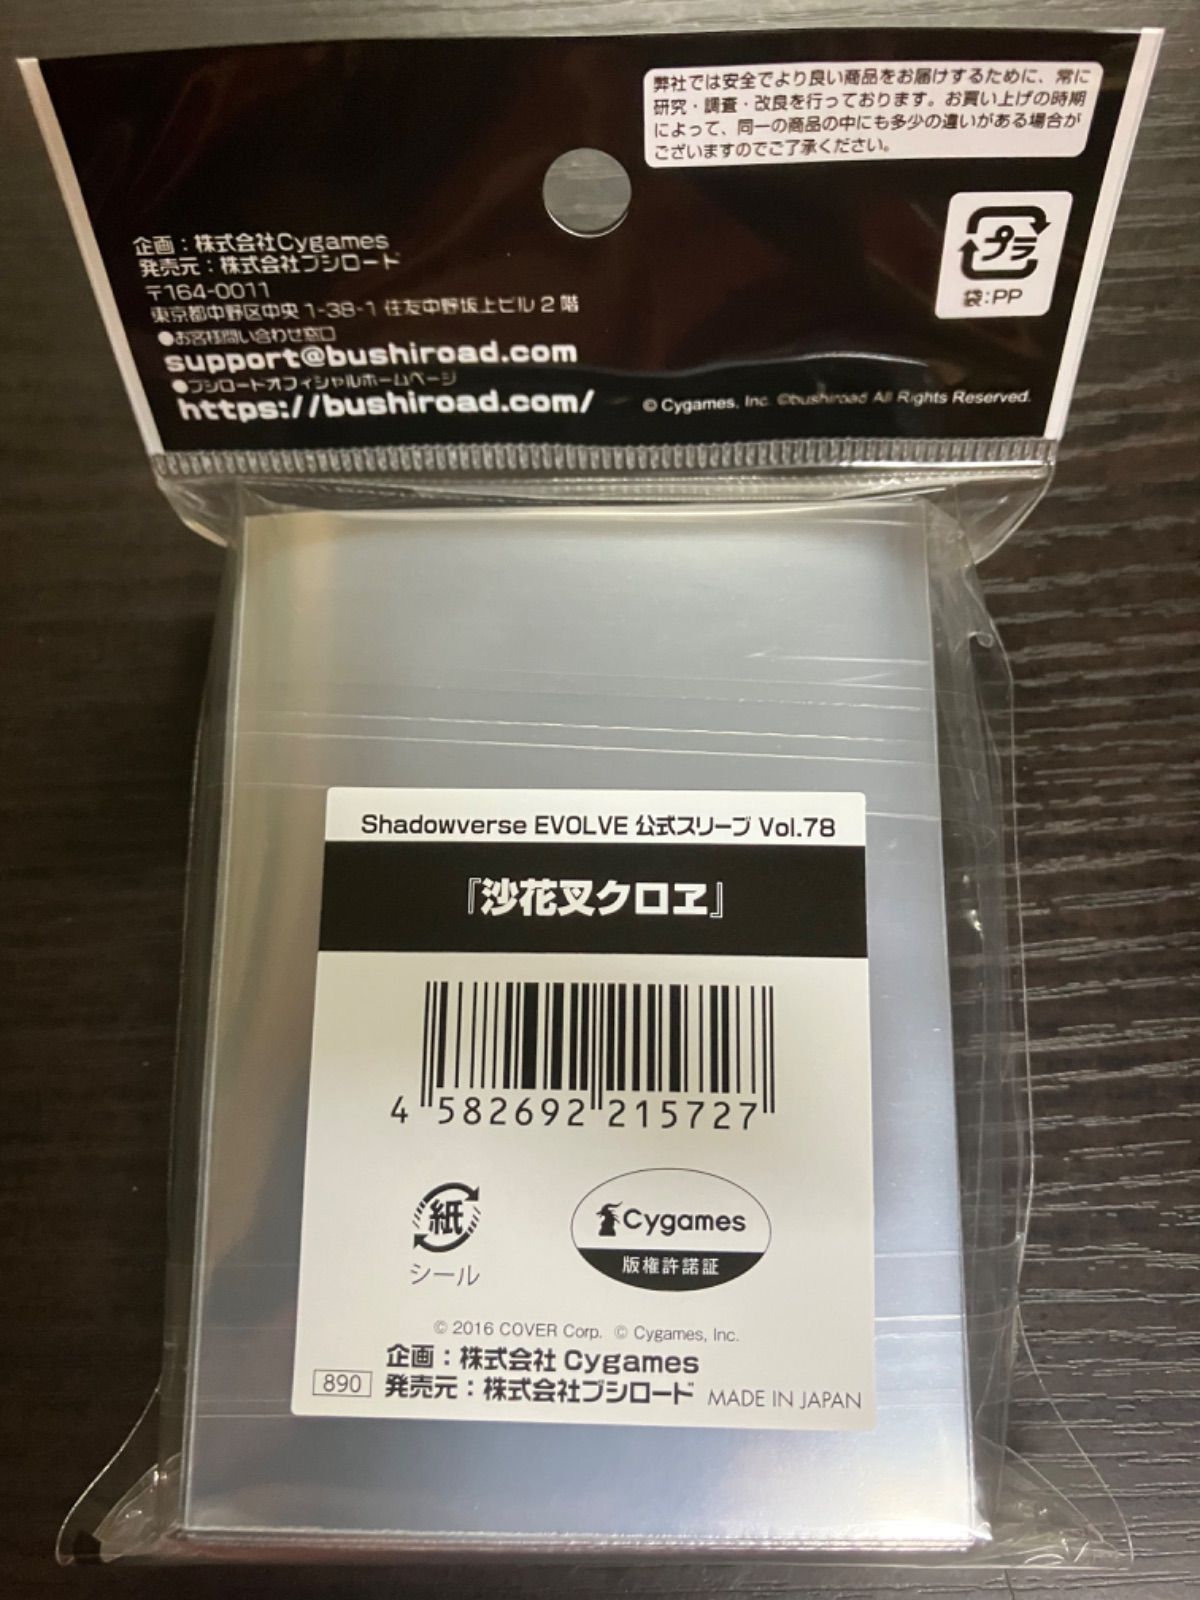 弊社では安全でより良い商品をお届けするために、常に
研究・調査・改良を行っております。お買い上げの時期
によって、同一の商品の中にも多少の違いがある場合が
ございますのでご了承ください。
プラ
袋:PP
企画：株式会社Cygames
発売元：株式会社ブシロード
〒164-0011
東京都中野区中央1-38-1 住友中野坂上ビル2階
●お客様問い合わせ窓口
support@bushiroad.com
●ブシロードオフィシャルホームページ
https://bushiroad.com/
© Cygames, Inc. ©bushiroad All Rights Reserved.
Shadowverse EVOLVE 公式スリーブ Vol.78
『沙花叉クロヱ』
4 582692 215727
紙
シール
Cygames
版権許諾証
© 2016 COVER Corp. © Cygames, Inc.
企画：株式会社 Cygames
890 発売元：株式会社ブシロード MADE IN JAPAN